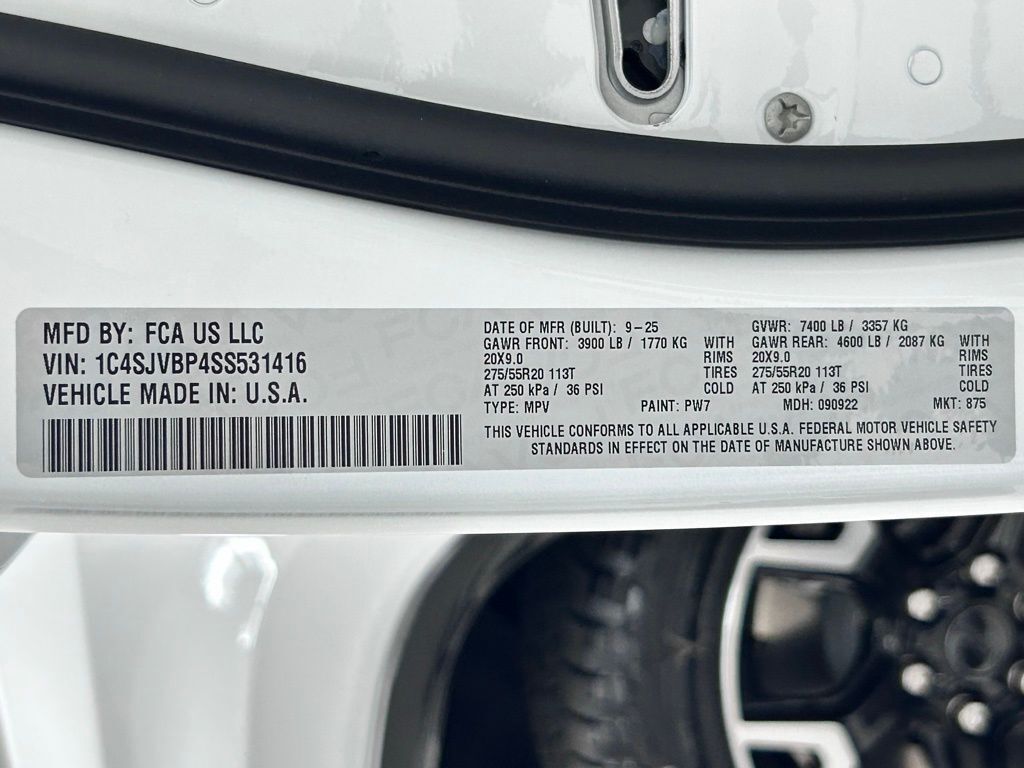 MFD BY: FCA US LLC
VIN: 1C4SJVBP4SS531416
VEHICLE MADE IN: U.S.A.
DATE OF MFR (BUILT): 9-25
GAWR FRONT: 3900 LB / 1770 KG WITH
20X9.0 RIMS
275/55R20 113T TIRES
AT 250 kPa / 36 PSI COLD
GVWR: 7400 LB / 3357 KG
GAWR REAR: 4600 LB / 2087 KG WITH
20X9.0 RIMS
275/55R20 113T TIRES
AT 250 kPa / 36 PSI COLD
TYPE: MPV PAINT: PW7 MDH: 090922 MKT: 875
THIS VEHICLE CONFORMS TO ALL APPLICABLE U.S.A. FEDERAL MOTOR VEHICLE SAFETY
STANDARDS IN EFFECT ON THE DATE OF MANUFACTURE SHOWN ABOVE.